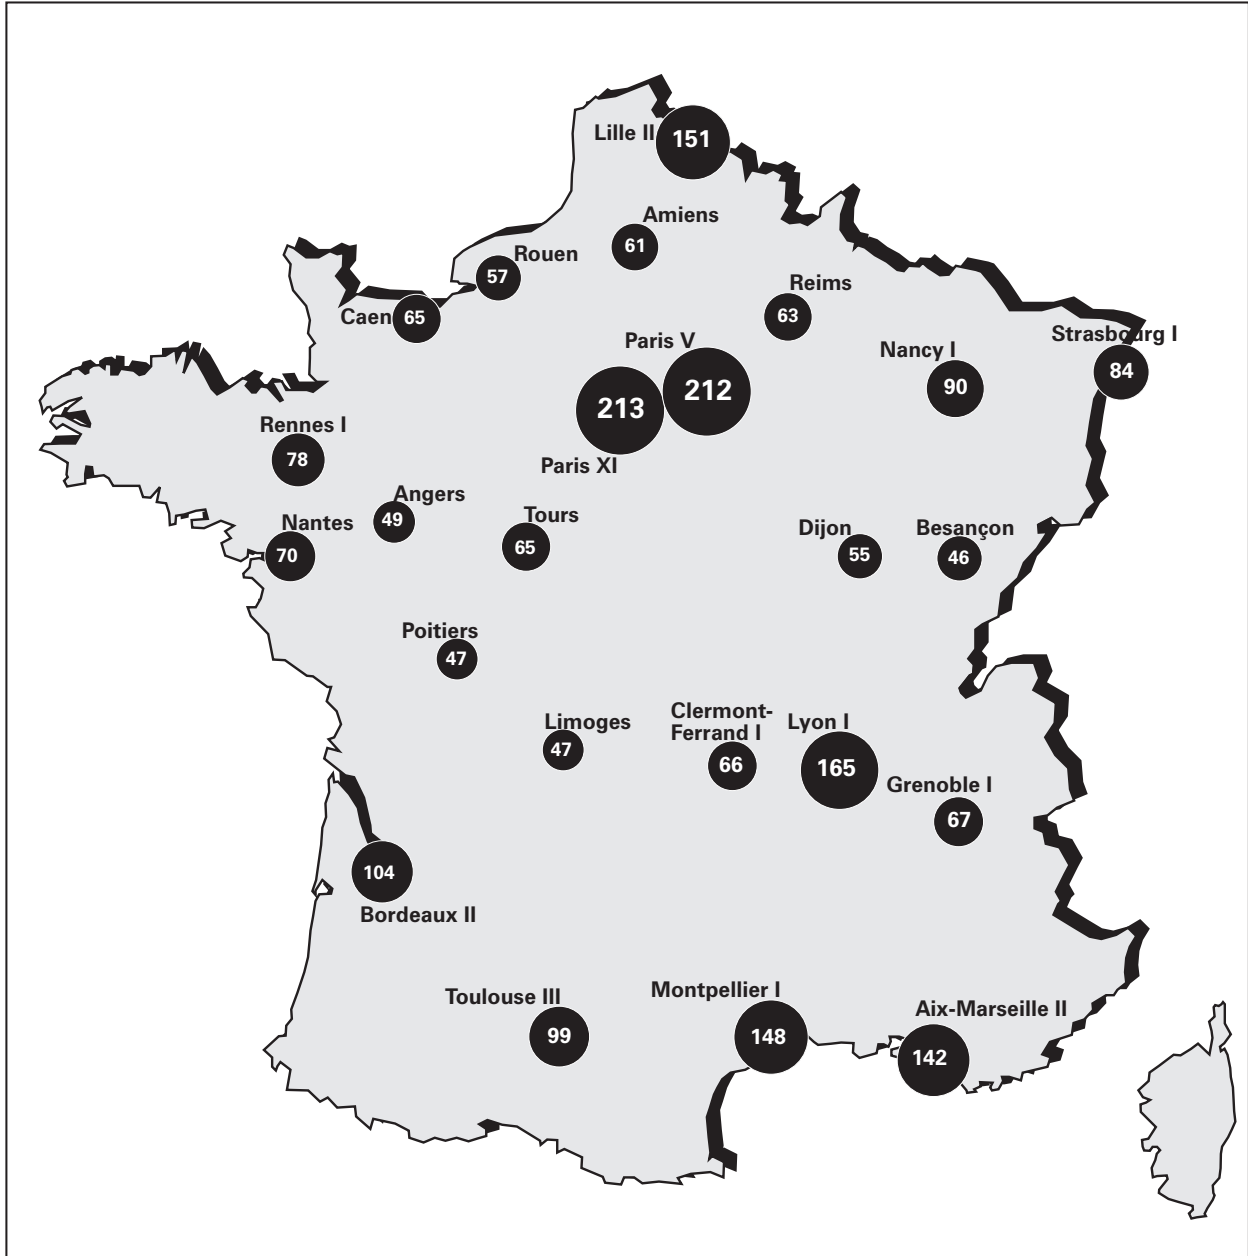 Lille II
151
Amiens
61
Rouen
57
Reims
63
Caen
65
Paris V
212
Strasbourg I
84
Nancy I
90
213
Paris XI
Rennes I
78
Angers
49
Nantes
70
Tours
65
Dijon
55
Besançon
46
Poitiers
47
Limoges
47
Clermont-
Ferrand I
66
Lyon I
165
Grenoble I
67
104
Bordeaux II
Toulouse III
99
Montpellier I
148
Aix-Marseille II
142